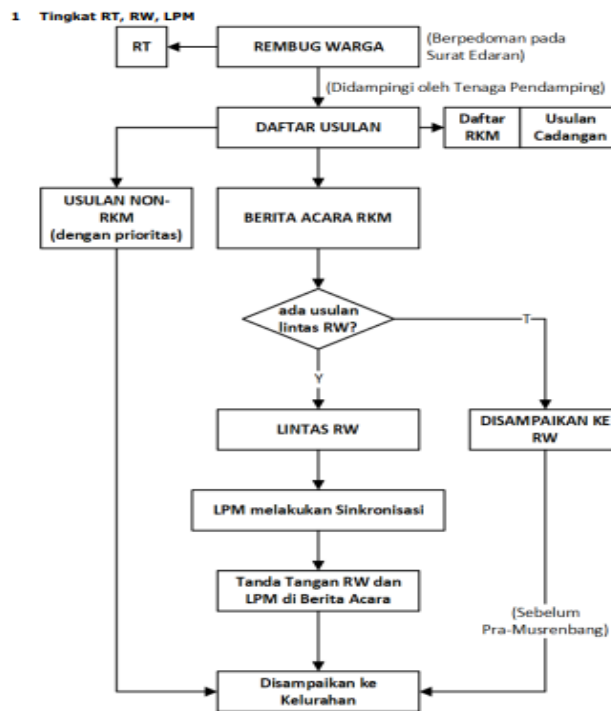 1 Tingkat RT, RW, LPM
RT
REMBUG WARGA
(Berpedoman pada
Surat Edaran)
(Didampingi oleh Tenaga Pendamping)
DAFTAR USULAN
Daftar
RKM
Usulan
Cadangan
USULAN NON-
RKM
(dengan prioritas)
BERITA ACARA RKM
ada usulan
lintas RW?
T
Y
LINTAS RW
DISAMPAIKAN KE
RW
LPM melakukan Sinkronisasi
Tanda Tangan RW dan
LPM di Berita Acara
(Sebelum
Pra-Musrenbang)
Disampaikan ke
Kelurahan